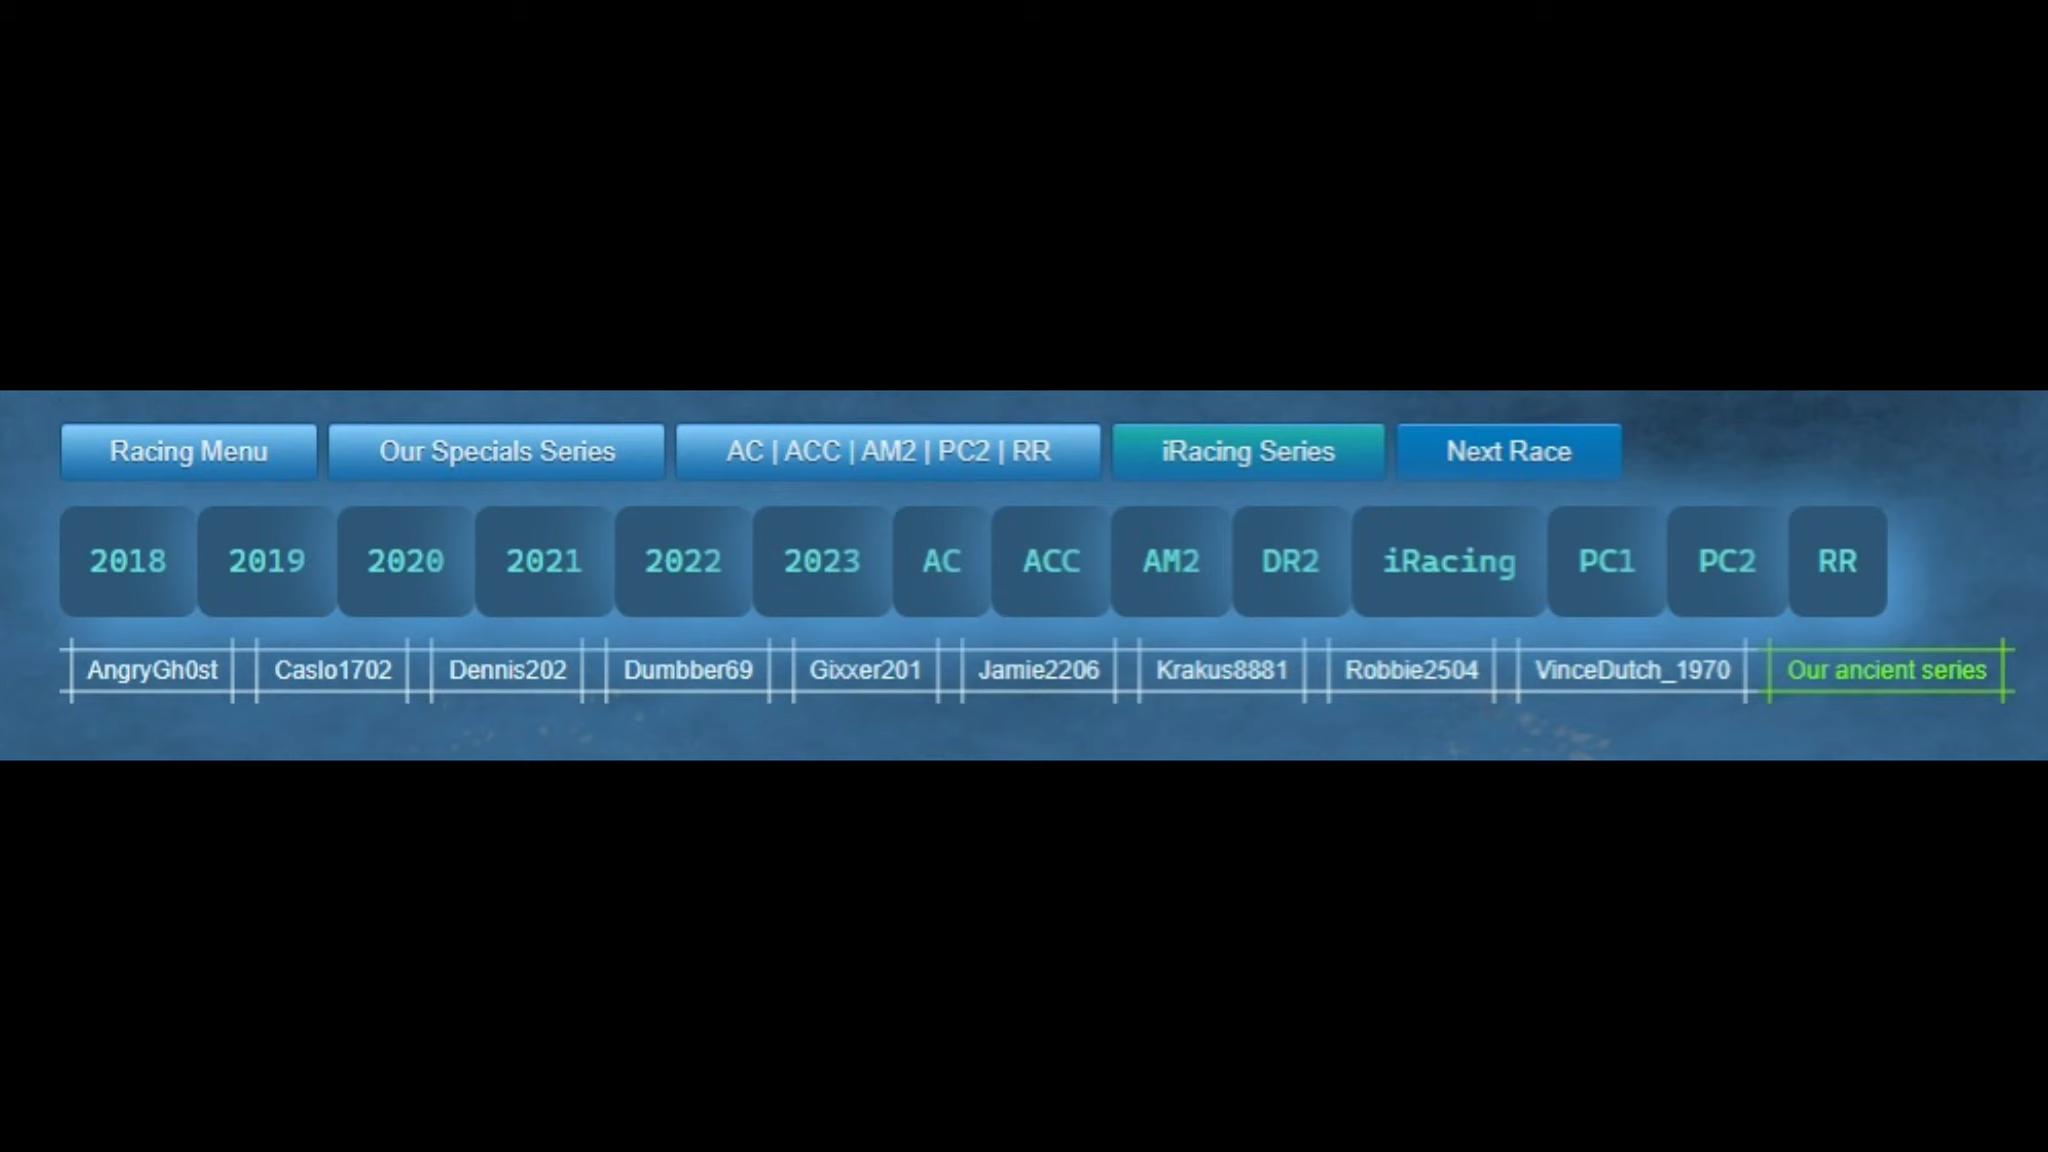 Racing Menu Our Specials Series AC | ACC | AM2 | PC2 | RR iRacing Series Next Race
2018 2019 2020 2021 2022 2023 AC ACC AM2 DR2 iRacing PC1 PC2 RR
AngryGh0st Caslo1702 Dennis202 Dumbber69 Gixxer201 Jamie2206 Krakus8881 Robbie2504 VinceDutch_1970 Our ancient series